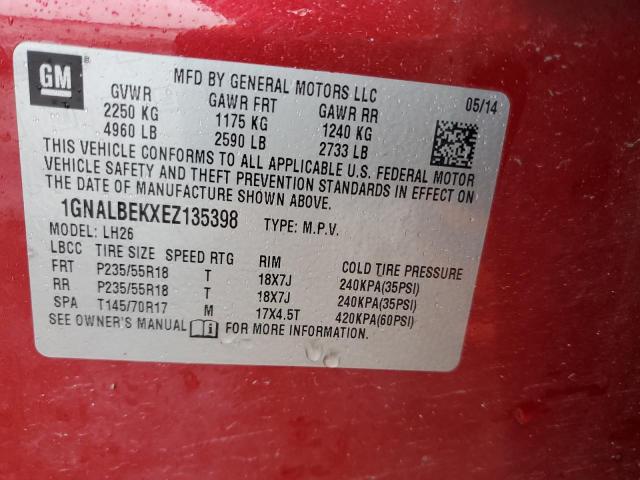 GM ®
MFD BY GENERAL MOTORS LLC
05/14
GVWR GAWR FRT GAWR RR
2250 KG 1175 KG 1240 KG
4960 LB 2590 LB 2733 LB
THIS VEHICLE CONFORMS TO ALL APPLICABLE U.S. FEDERAL MOTOR
VEHICLE SAFETY AND THEFT PREVENTION STANDARDS IN EFFECT ON
THE DATE OF MANUFACTURE SHOWN ABOVE.
1GNALBEKXEZ135398 TYPE: M.P.V.
MODEL: LH26
LBCC TIRE SIZE SPEED RTG RIM COLD TIRE PRESSURE
FRT P235/55R18 T 18X7J 240KPA(35PSI)
RR P235/55R18 T 18X7J 240KPA(35PSI)
SPA T145/70R17 M 17X4.5T 420KPA(60PSI)
SEE OWNER'S MANUAL i FOR MORE INFORMATION.